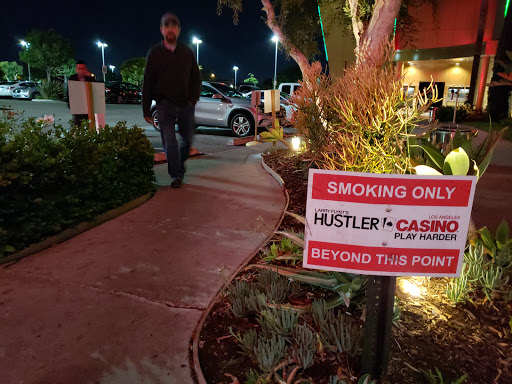 SMOKING ONLY
LARRY FLYNT'S
HUSTLER
LOS ANGELES
CASINO
PLAY HARDER
BEYOND THIS POINT